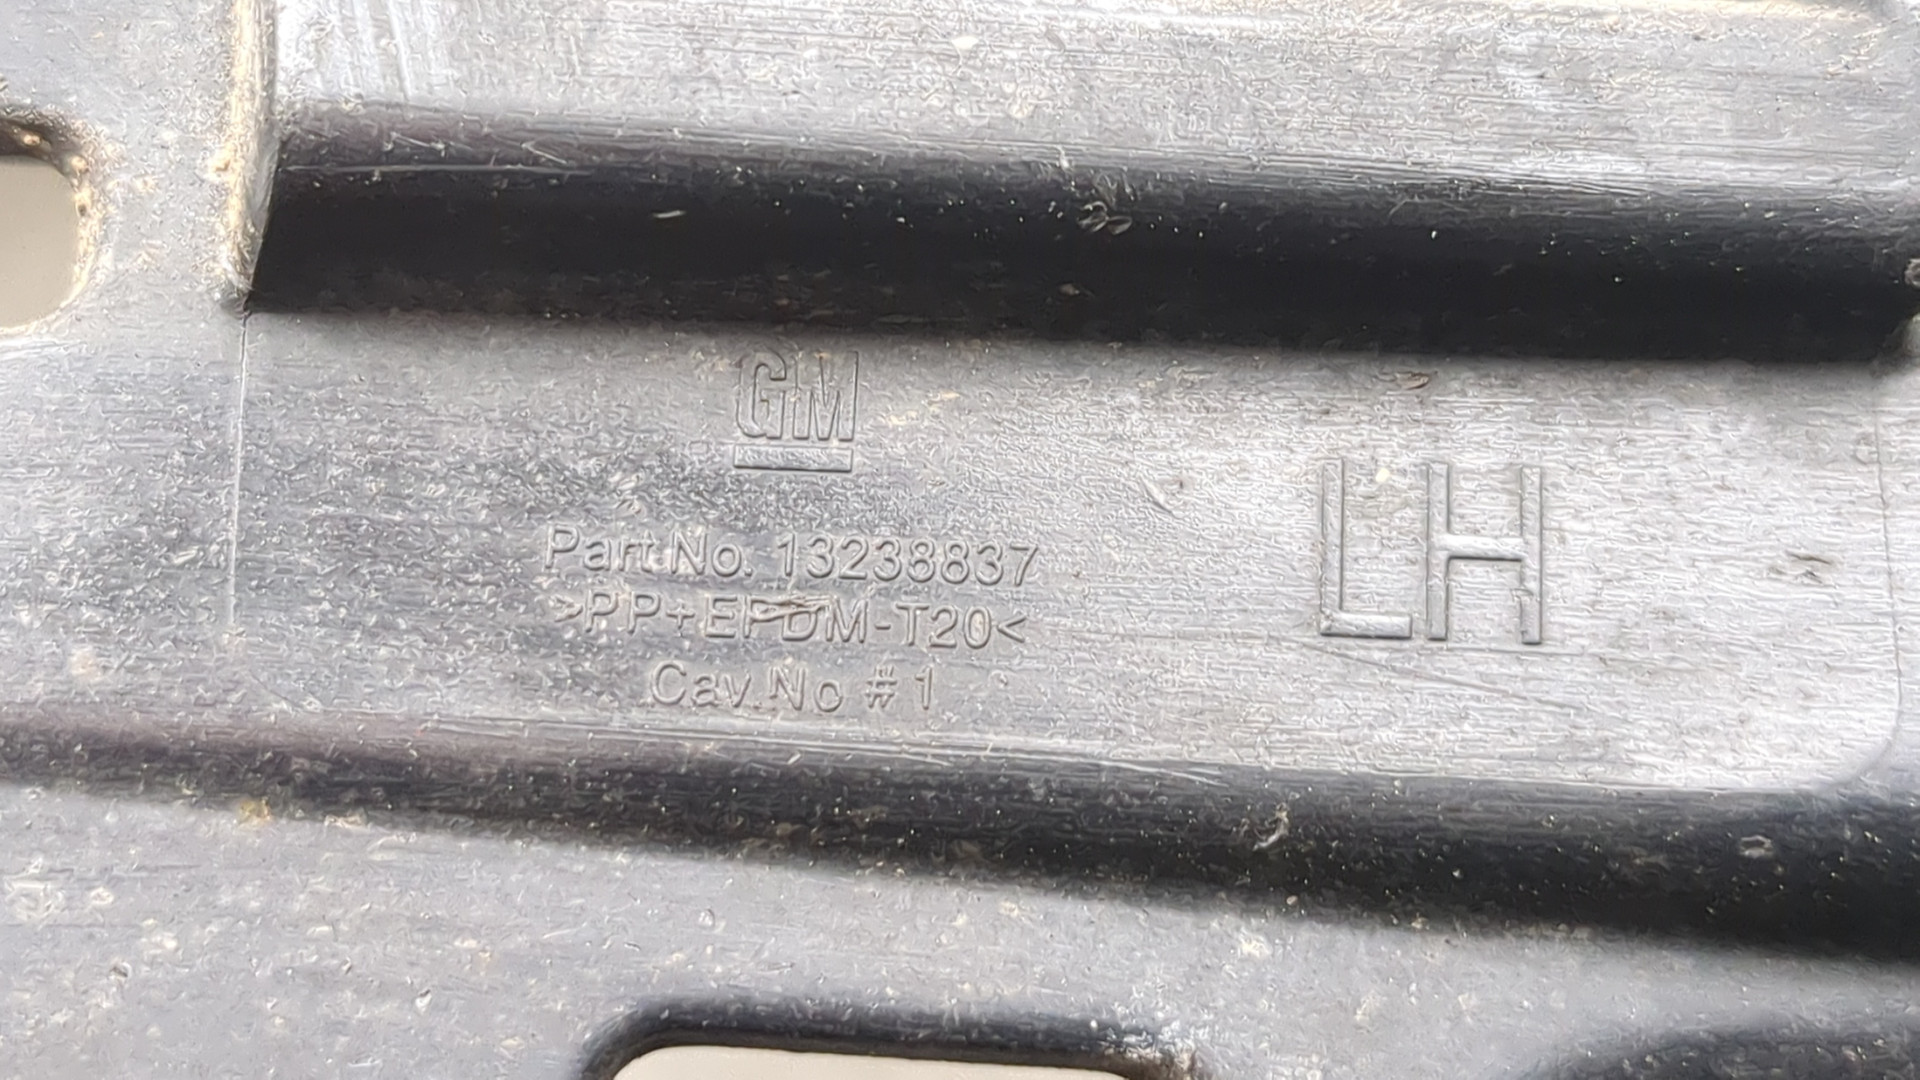 GM
Part No. 13238837
>PP+EPDM-T20<
Cav.No #1
LH